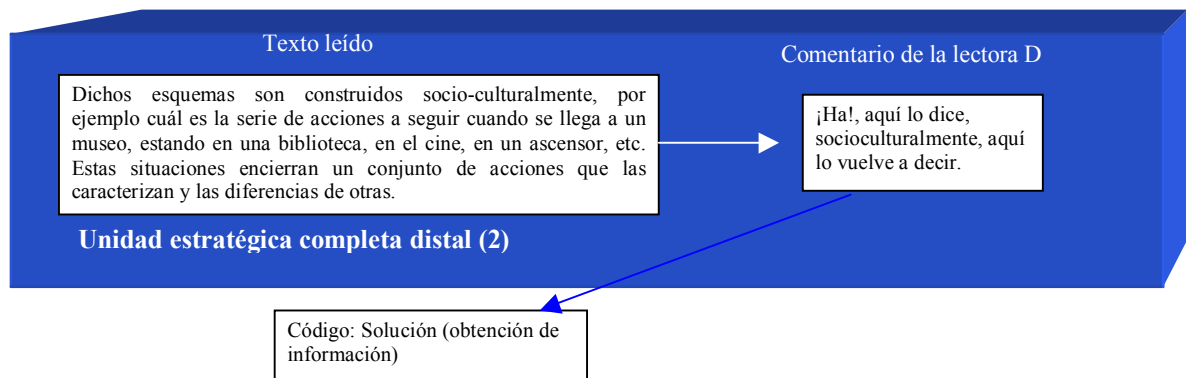 Texto leído
Comentario de la lectora D
Dichos esquemas son construidos socio-culturalmente, por
ejemplo cuál es la serie de acciones a seguir cuando se llega a un
museo, estando en una biblioteca, en el cine, en un ascensor, etc.
Estas situaciones encierran un conjunto de acciones que las
caracterizan y las diferencias de otras.
¡Ha!, aquí lo dice,
socioculturalmente, aquí
lo vuelve a decir.
Unidad estratégica completa distal (2)
Código: Solución (obtención de
información)